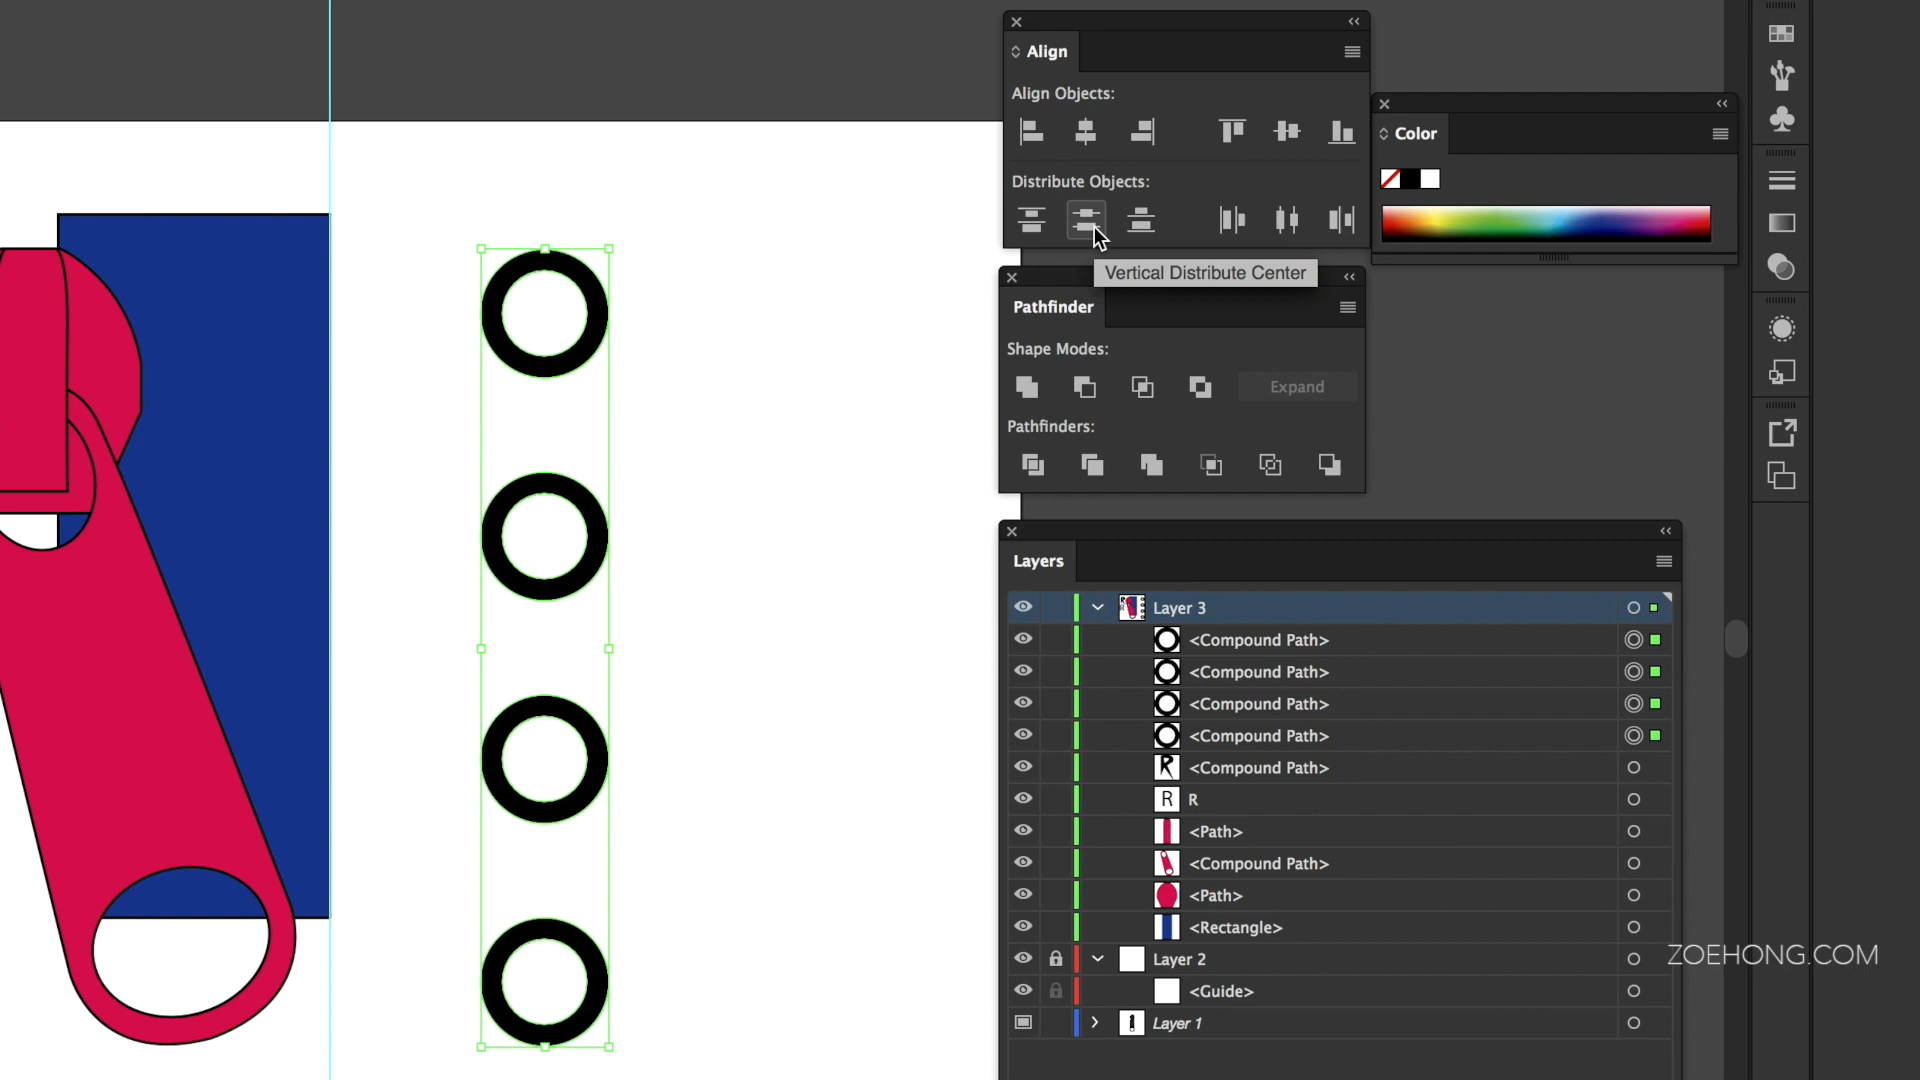 Align
Align Objects:
Color
Distribute Objects:
Vertical Distribute Center
Pathfinder
Shape Modes:
Expand
Pathfinders:
Layers
Layer 3
<Compound Path>
<Compound Path>
<Compound Path>
<Compound Path>
<Compound Path>
R R
<Path>
<Compound Path>
<Path>
<Rectangle>
Layer 2
<Guide>
Layer 1
ZOEHONG.COM